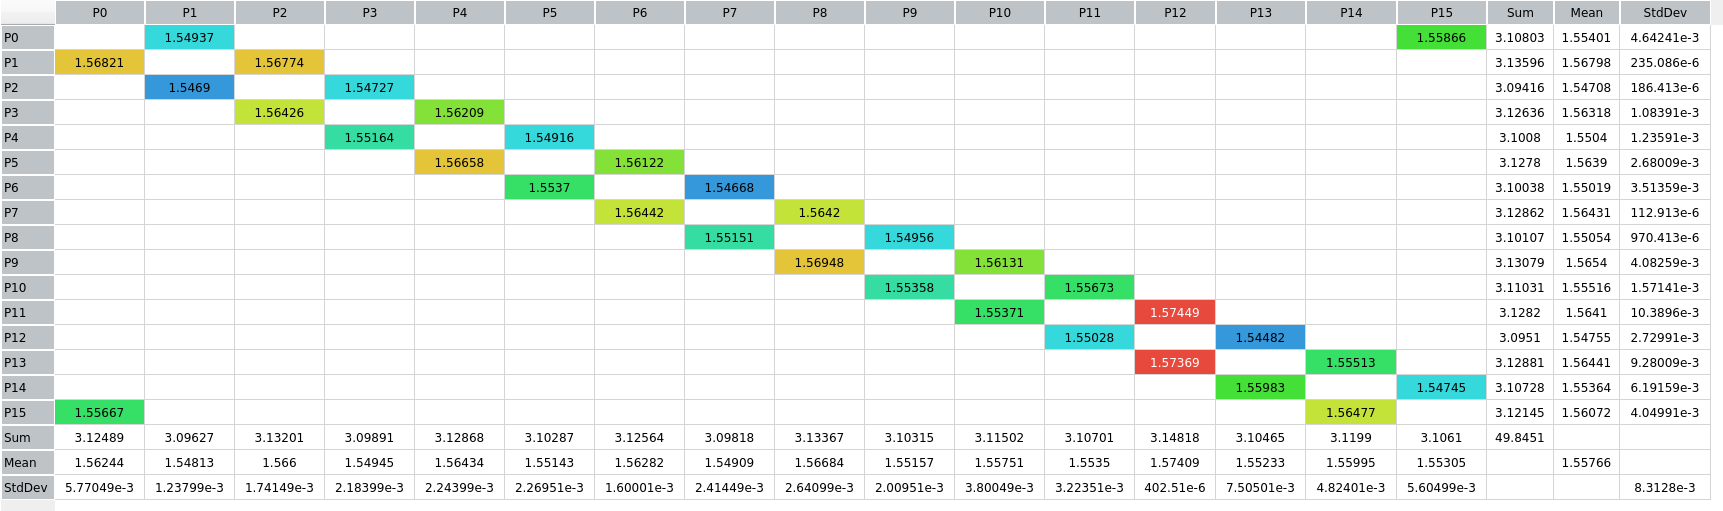 P0 P1 P2 P3 P4 P5 P6 P7 P8 P9 P10 P11 P12 P13 P14 P15 Sum Mean StdDev
P0 1.54937 1.55866 3.10803 1.55401 4.64241e-3
P1 1.56821 1.56774 3.13596 1.56798 235.086e-6
P2 1.5469 1.54727 3.09416 1.54708 186.413e-6
P3 1.56426 1.56209 3.12636 1.56318 1.08391e-3
P4 1.55164 1.54916 3.1008 1.5504 1.23591e-3
P5 1.56658 1.56122 3.1278 1.5639 2.68009e-3
P6 1.5537 1.54668 3.10038 1.55019 3.51359e-3
P7 1.56442 1.5642 3.12862 1.56431 112.913e-6
P8 1.55151 1.54956 3.10107 1.55054 970.413e-6
P9 1.56948 1.56131 3.13079 1.5654 4.08259e-3
P10 1.55358 1.55673 3.11031 1.55516 1.57141e-3
P11 1.55371 1.57449 3.1282 1.5641 10.3896e-3
P12 1.55028 1.54482 3.0951 1.54755 2.72991e-3
P13 1.57369 1.55513 3.12881 1.56441 9.28009e-3
P14 1.55983 1.54745 3.10728 1.55364 6.19159e-3
P15 1.55667 1.56477 3.12145 1.56072 4.04991e-3
Sum 3.12489 3.09627 3.13201 3.09891 3.12868 3.10287 3.12564 3.09818 3.13367 3.10315 3.11502 3.10701 3.14818 3.10465 3.1199 3.1061 49.8451
Mean 1.56244 1.54813 1.566 1.54945 1.56434 1.55143 1.56282 1.54909 1.56684 1.55157 1.55751 1.5535 1.57409 1.55233 1.55995 1.55305 1.55766
StdDev 5.77049e-3 1.23799e-3 1.74149e-3 2.18399e-3 2.24399e-3 2.26951e-3 1.60001e-3 2.41449e-3 2.64099e-3 2.00951e-3 3.80049e-3 3.22351e-3 402.51e-6 7.50501e-3 4.82401e-3 5.60499e-3 8.3128e-3